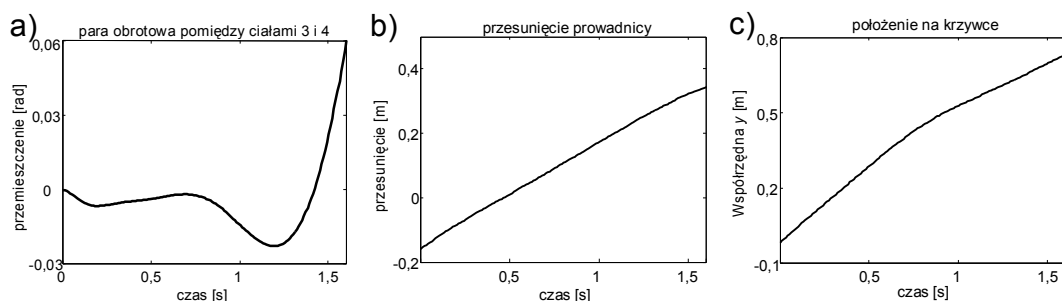 a)
para obrotowa pomiędzy ciałami 3 i 4
0,06
0,03
0
-0,03
przemieszczenie [rad]
0
0,5
1
1,5
czas [s]
b)
przesunięcie prowadnicy
0,4
0,2
0
-0,2
przesunięcie [m]
0,5
1
1,5
czas [s]
c)
położenie na krzywce
0.8
0.5
0.2
-0,1
Współrzędna y [m]
0,5
1
1,5
czas [s]